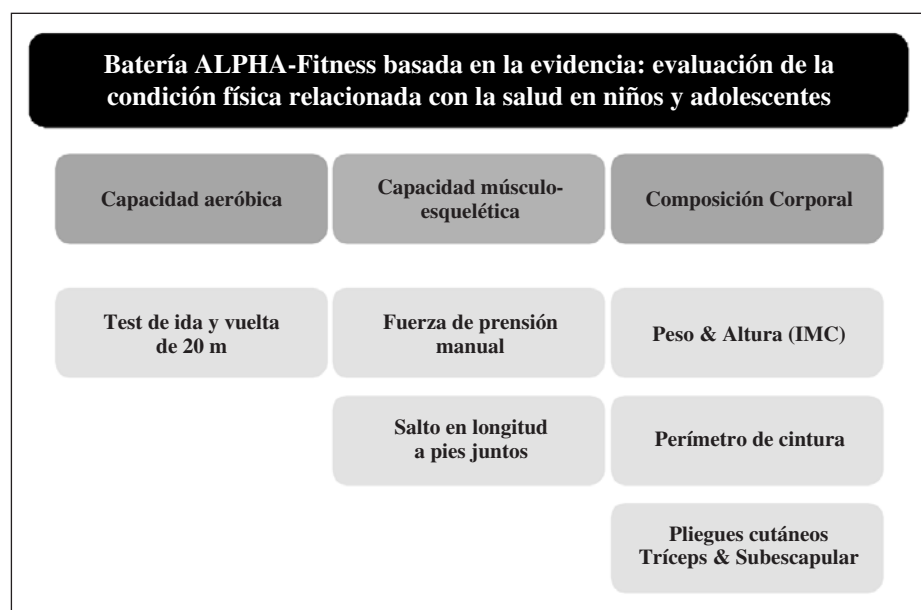 Batería ALPHA-Fitness basada en la evidencia: evaluación de la
condición física relacionada con la salud en niños y adolescentes
Capacidad aeróbica
Capacidad músculo-
esquelética
Composición Corporal
Test de ida y vuelta
de 20 m
Fuerza de prensión
manual
Peso & Altura (IMC)
Salto en longitud
a pies juntos
Perímetro de cintura
Pliegues cutáneos
Tríceps & Subescapular